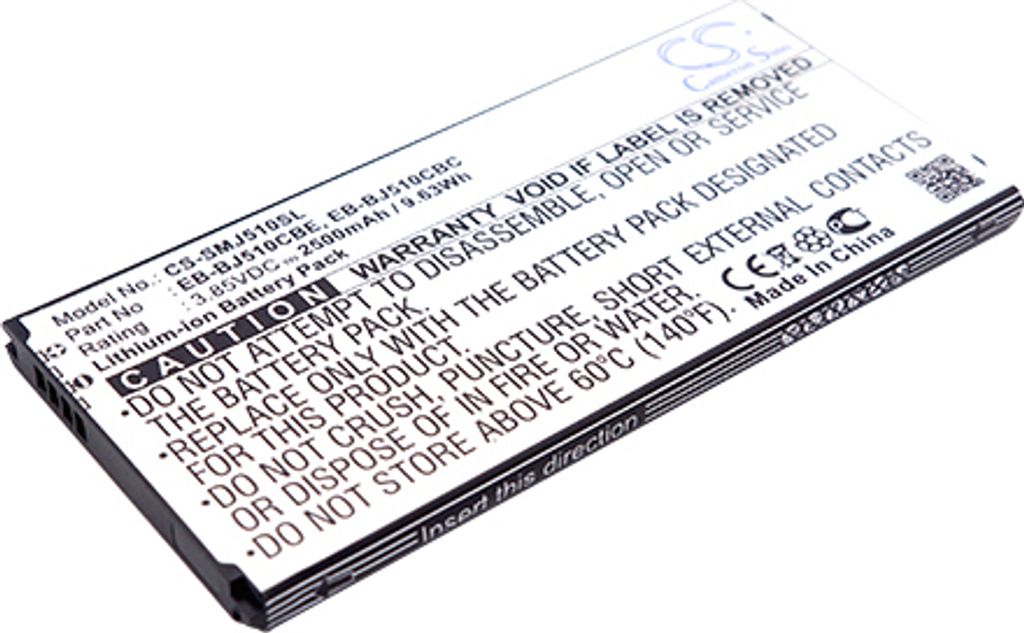 CS
Cameron Sino
Model No.: CS-SMJ510SL
Part No : EB-BJ510CBE, EB-BJ510CBC
Rating : 3.85VDC ⎓ 2500mAh / 9.63Wh
Lithium-ion Battery Pack
CAUTION WARRANTY VOID IF LABEL IS REMOVED
•DO NOT ATTEMPT TO DISASSEMBLE, OPEN OR SERVICE
THE BATTERY PACK.
•REPLACE ONLY WITH THE BATTERY PACK DESIGNATED FOR
THIS PRODUCT.
•DO NOT CRUSH, PUNCTURE, SHORT EXTERNAL CONTACTS
OR DISPOSE OF IN FIRE OR WATER.
•DO NOT STORE ABOVE 60°C (140°F).
CE
Made In China
Insert this direction